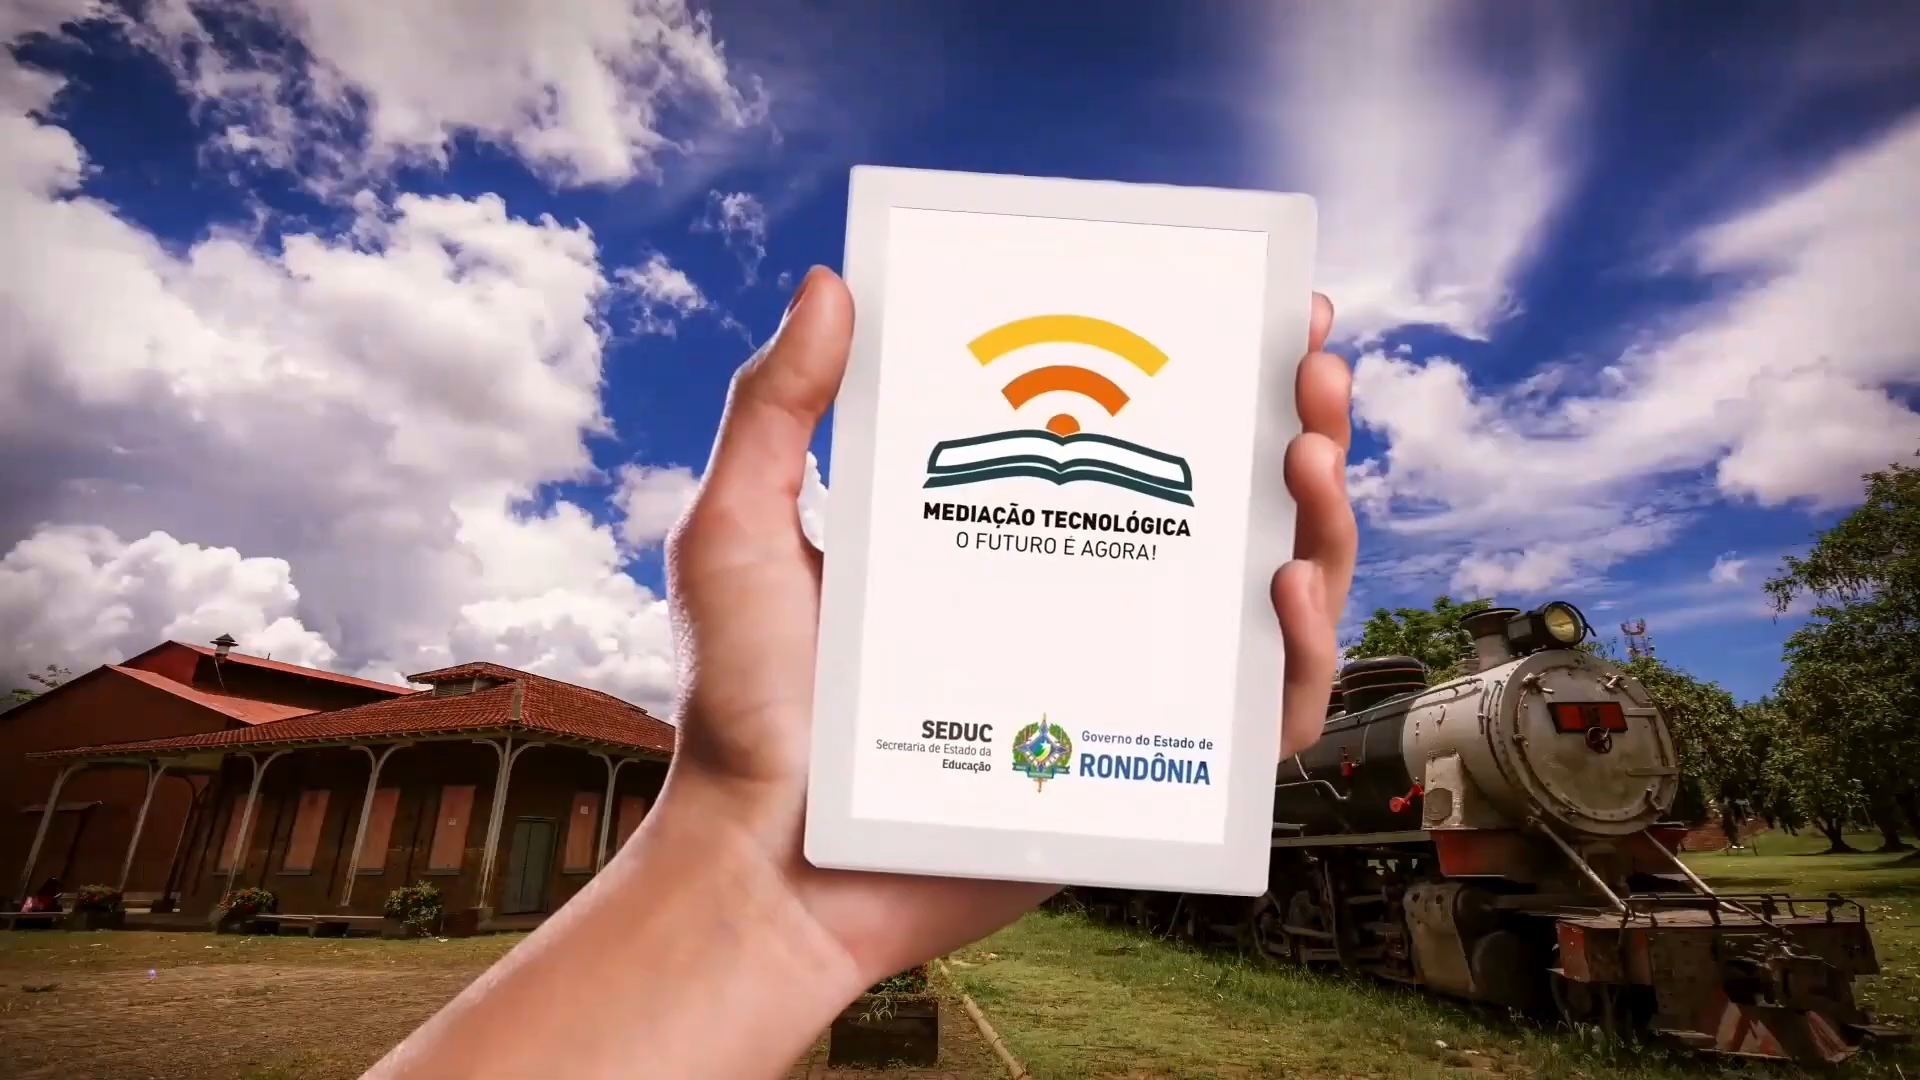 MEDIAÇÃO TECNOLÓGICA
O FUTURO É AGORA!
SEDUC
Secretaria de Estado da
Educação
Governo do Estado de
RONDÔNIA